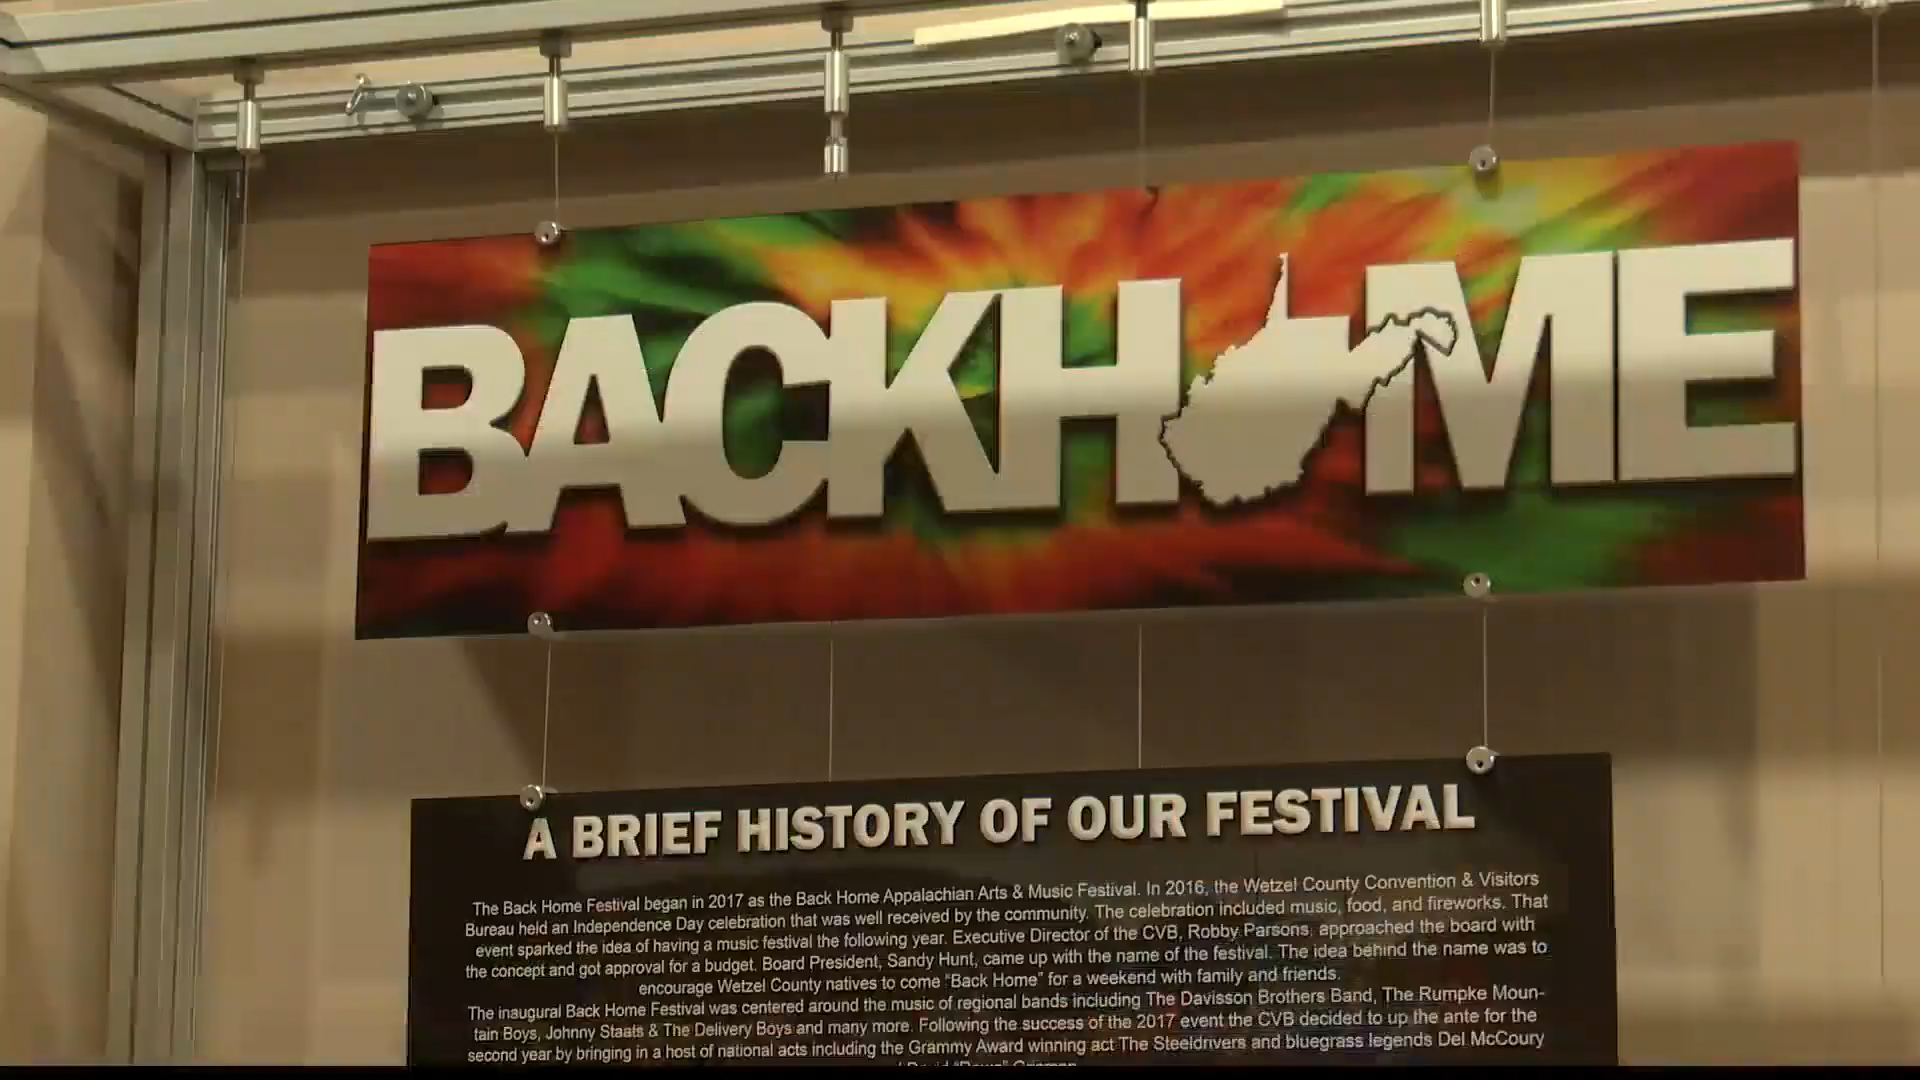 BACKHOME
A BRIEF HISTORY OF OUR FESTIVAL
The Back Home Festival began in 2017 as the Back Home Appalachian Arts & Music Festival. In 2016, the Wetzel County Convention & Visitors
Bureau held an Independence Day celebration that was well received by the community. The celebration included music, food, and fireworks. That
event sparked the idea of having a music festival the following year. Executive Director of the CVB, Robby Parsons, approached the board with
the concept and got approval for a budget. Board President, Sandy Hunt, came up with the name of the festival. The idea behind the name was to
encourage Wetzel County natives to come "Back Home" for a weekend with family and friends.
The inaugural Back Home Festival was centered around the music of regional bands including The Davisson Brothers Band, The Rumpke Moun-
tain Boys, Johnny Staats & The Delivery Boys and many more. Following the success of the 2017 event the CVB decided to up the ante for the
second year by bringing in a host of national acts including the Grammy Award winning act The Steeldrivers and bluegrass legends Del McCoury